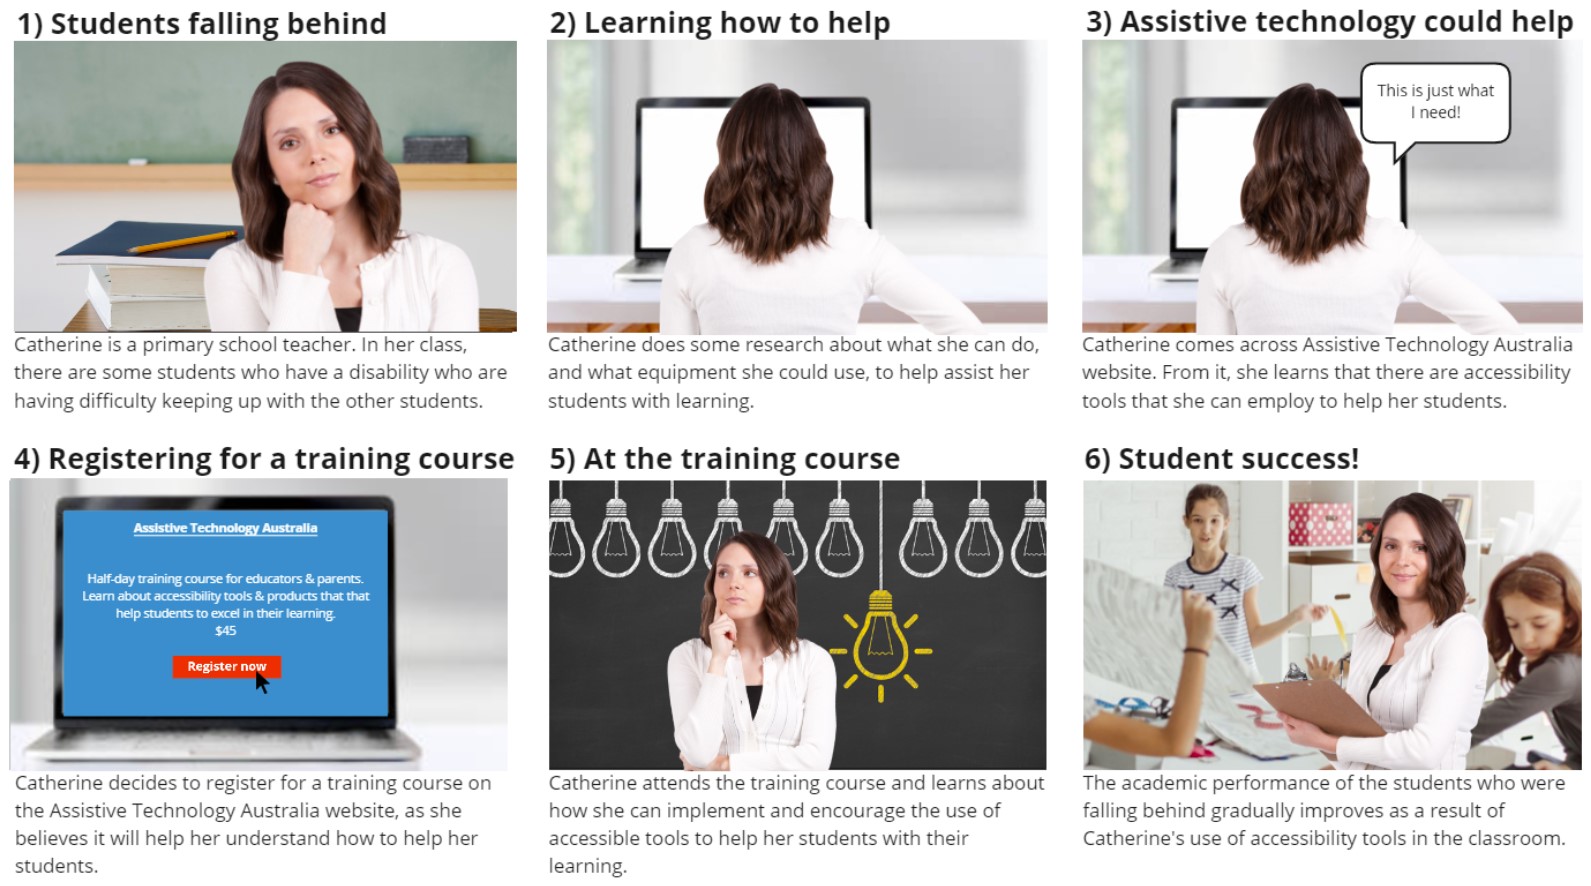 1) Students falling behind
Catherine is a primary school teacher. In her class,
there are some students who have a disability who are
having difficulty keeping up with the other students.
2) Learning how to help
Catherine does some research about what she can do,
and what equipment she could use, to help assist her
students with learning.
3) Assistive technology could help
This is just what
I need!
Catherine comes across Assistive Technology Australia
website. From it, she learns that there are accessibility
tools that she can employ to help her students.
4) Registering for a training course
Assistive Technology Australia
Half-day training course for educators & parents.
Learn about accessibility tools & products that that
help students to excel in their learning.
$45
Register now
Catherine decides to register for a training course on
the Assistive Technology Australia website, as she
believes it will help her understand how to help her
students.
5) At the training course
Catherine attends the training course and learns about
how she can implement and encourage the use of
accessible tools to help her students with their
learning.
6) Student success!
The academic performance of the students who were
falling behind gradually improves as a result of
Catherine's use of accessibility tools in the classroom.